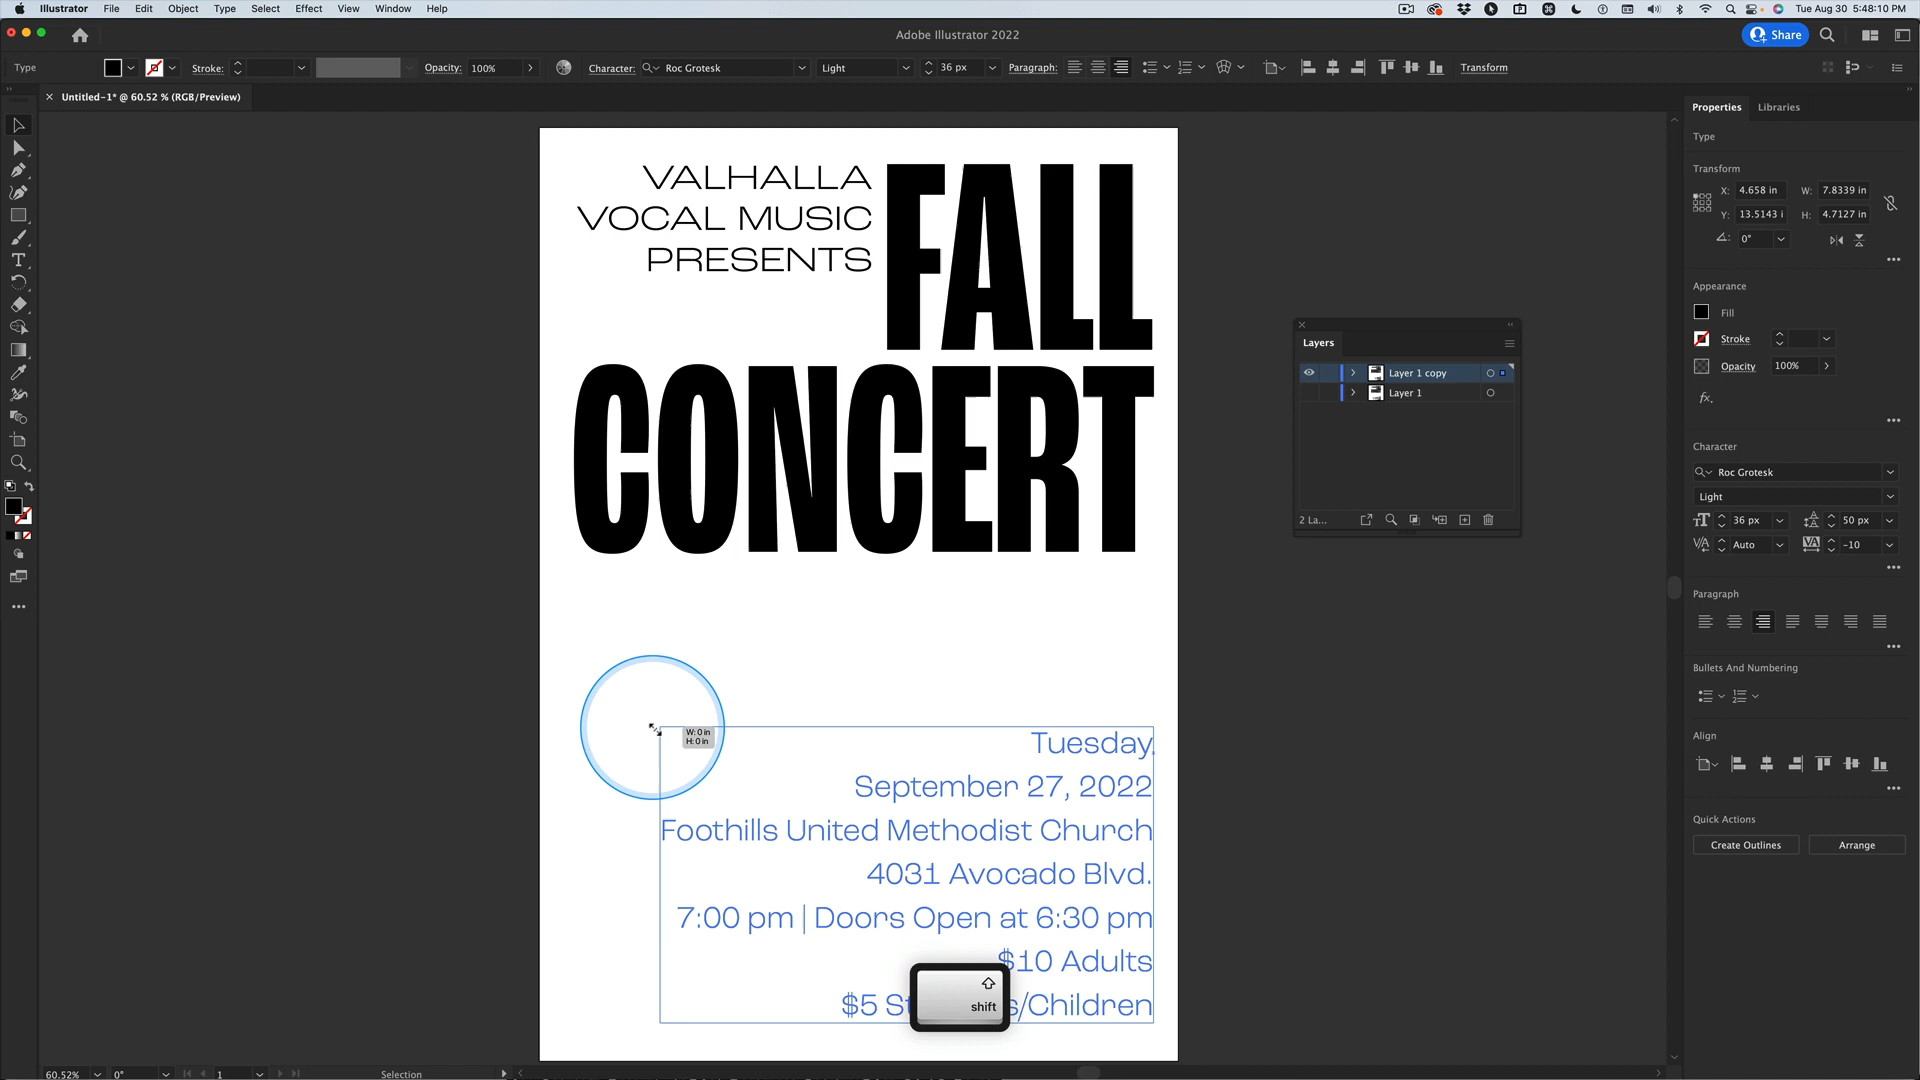 Illustrator File Edit Object Type Select Effect View Window Help
Tue Aug 30 5:48:10 PM
Adobe Illustrator 2022
Share
Type
Stroke:
Opacity: 100%
Character: Roc Grotesk
Light
36 px
Paragraph:
Transform
Untitled-1* @ 60.52 % (RGB/Preview)
VALHALLA
VOCAL MUSIC
PRESENTS
FALL
CONCERT
W: 0 in
H: 0 in
Tuesday,
September 27, 2022
Foothills United Methodist Church
4031 Avocado Blvd.
7:00 pm | Doors Open at 6:30 pm
$10 Adults
$5 St s/Children
shift
Layers
Layer 1 copy
Layer 1
2 La...
Properties Libraries
Type
Transform
X: 4.658 in W: 7.8339 in
Y: 13.5143 i H: 4.7127 in
0°
Appearance
Fill
Stroke
Opacity 100%
fx.
Character
Roc Grotesk
Light
36 px 50 px
Auto -10
Paragraph
Bullets And Numbering
Align
Quick Actions
Create Outlines Arrange
60.52% 0° 1 Selection